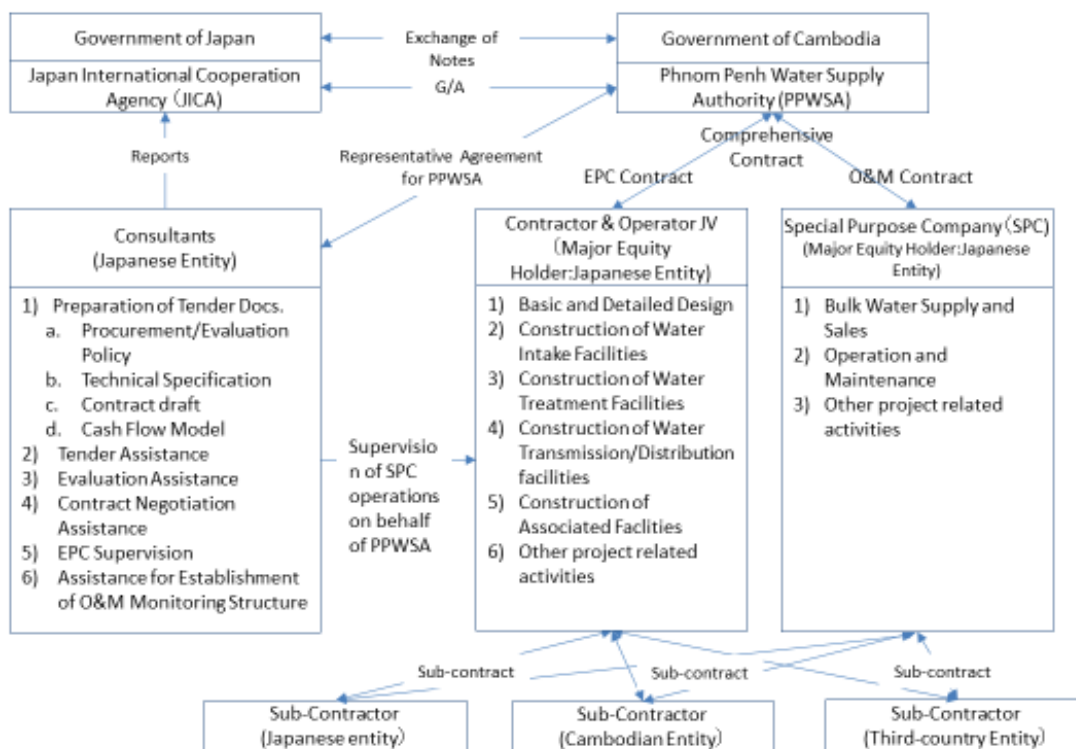 Government of Japan
Exchange of
Notes
Government of Cambodia
Japan International Cooperation
Agency (JICA)
G/A
Phnom Penh Water Supply
Authority (PPWSA)
Reports
Representative Agreement
for PPWSA
Comprehensive
Contract
EPC Contract
O&M Contract
Consultants
(Japanese Entity)
1) Preparation of Tender Docs.
a. Procurement/Evaluation
Policy
b. Technical Specification
c. Contract draft
d. Cash Flow Model
2) Tender Assistance
3) Evaluation Assistance
4) Contract Negotiation
Assistance
5) EPC Supervision
6) Assistance for Establishment
of O&M Monitoring Structure
Supervisio
n of SPC
operations
on behalf
of PPWSA
Contractor & Operator JV
(Major Equity
Holder:Japanese Entity)
1) Basic and Detailed Design
2) Construction of Water
Intake Facilities
3) Construction of Water
Treatment Facilities
4) Construction of Water
Transmission/Distribution
facilities
5) Construction of
Associated Faclities
6) Other project related
activities
Special Purpose Company(SPC)
(Major Equity Holder:Japanese
Entity)
1) Bulk Water Supply and
Sales
2) Operation and
Maintenance
3) Other project related
activities
Sub-contract
Sub-contract
Sub-contract
Sub-Contractor
(Japanese entity)
Sub-Contractor
(Cambodian Entity)
Sub-Contractor
(Third-country Entity)